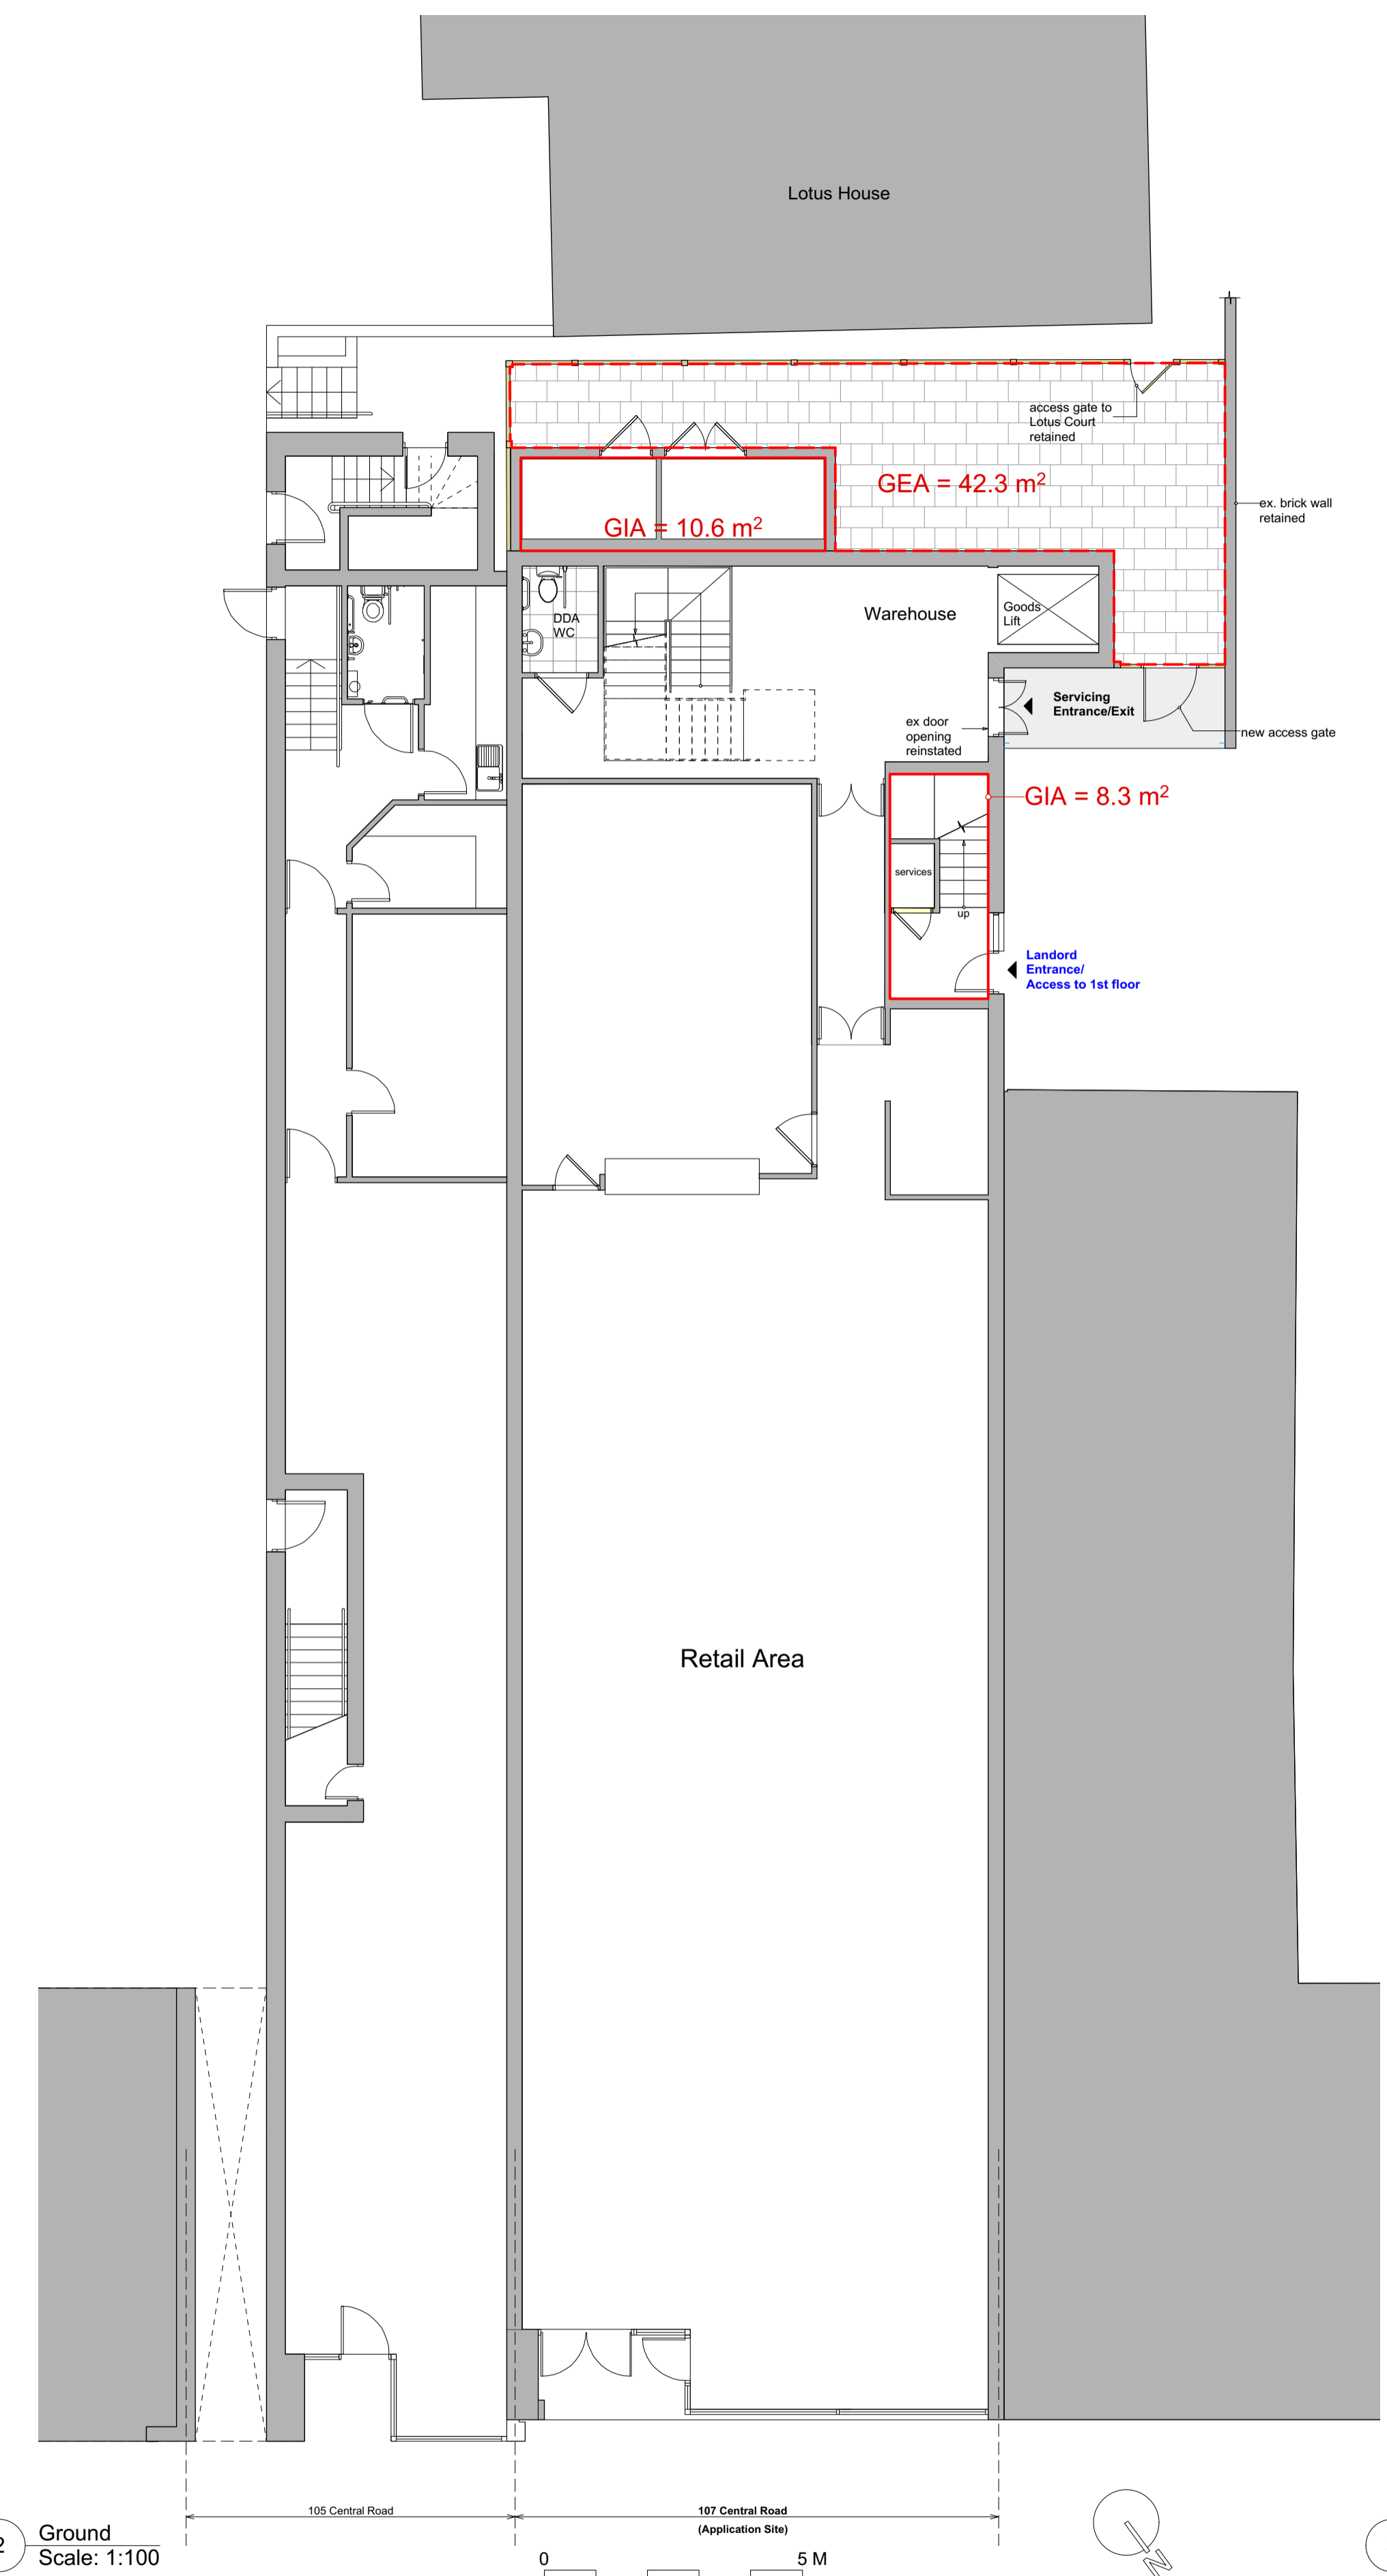 Lotus House
access gate to
Lotus Court
retained
GEA = 42.3 m²
ex. brick wall
retained
GIA = 10.6 m²
DDA
WC
Warehouse
Goods
Lift
Servicing
Entrance/Exit
ex door
opening
reinstated
new access gate
GIA = 8.3 m²
services
up
Landord
Entrance/
Access to 1st floor
Retail Area
105 Central Road
107 Central Road
(Application Site)
2
Ground
Scale: 1:100
0 5 M
N